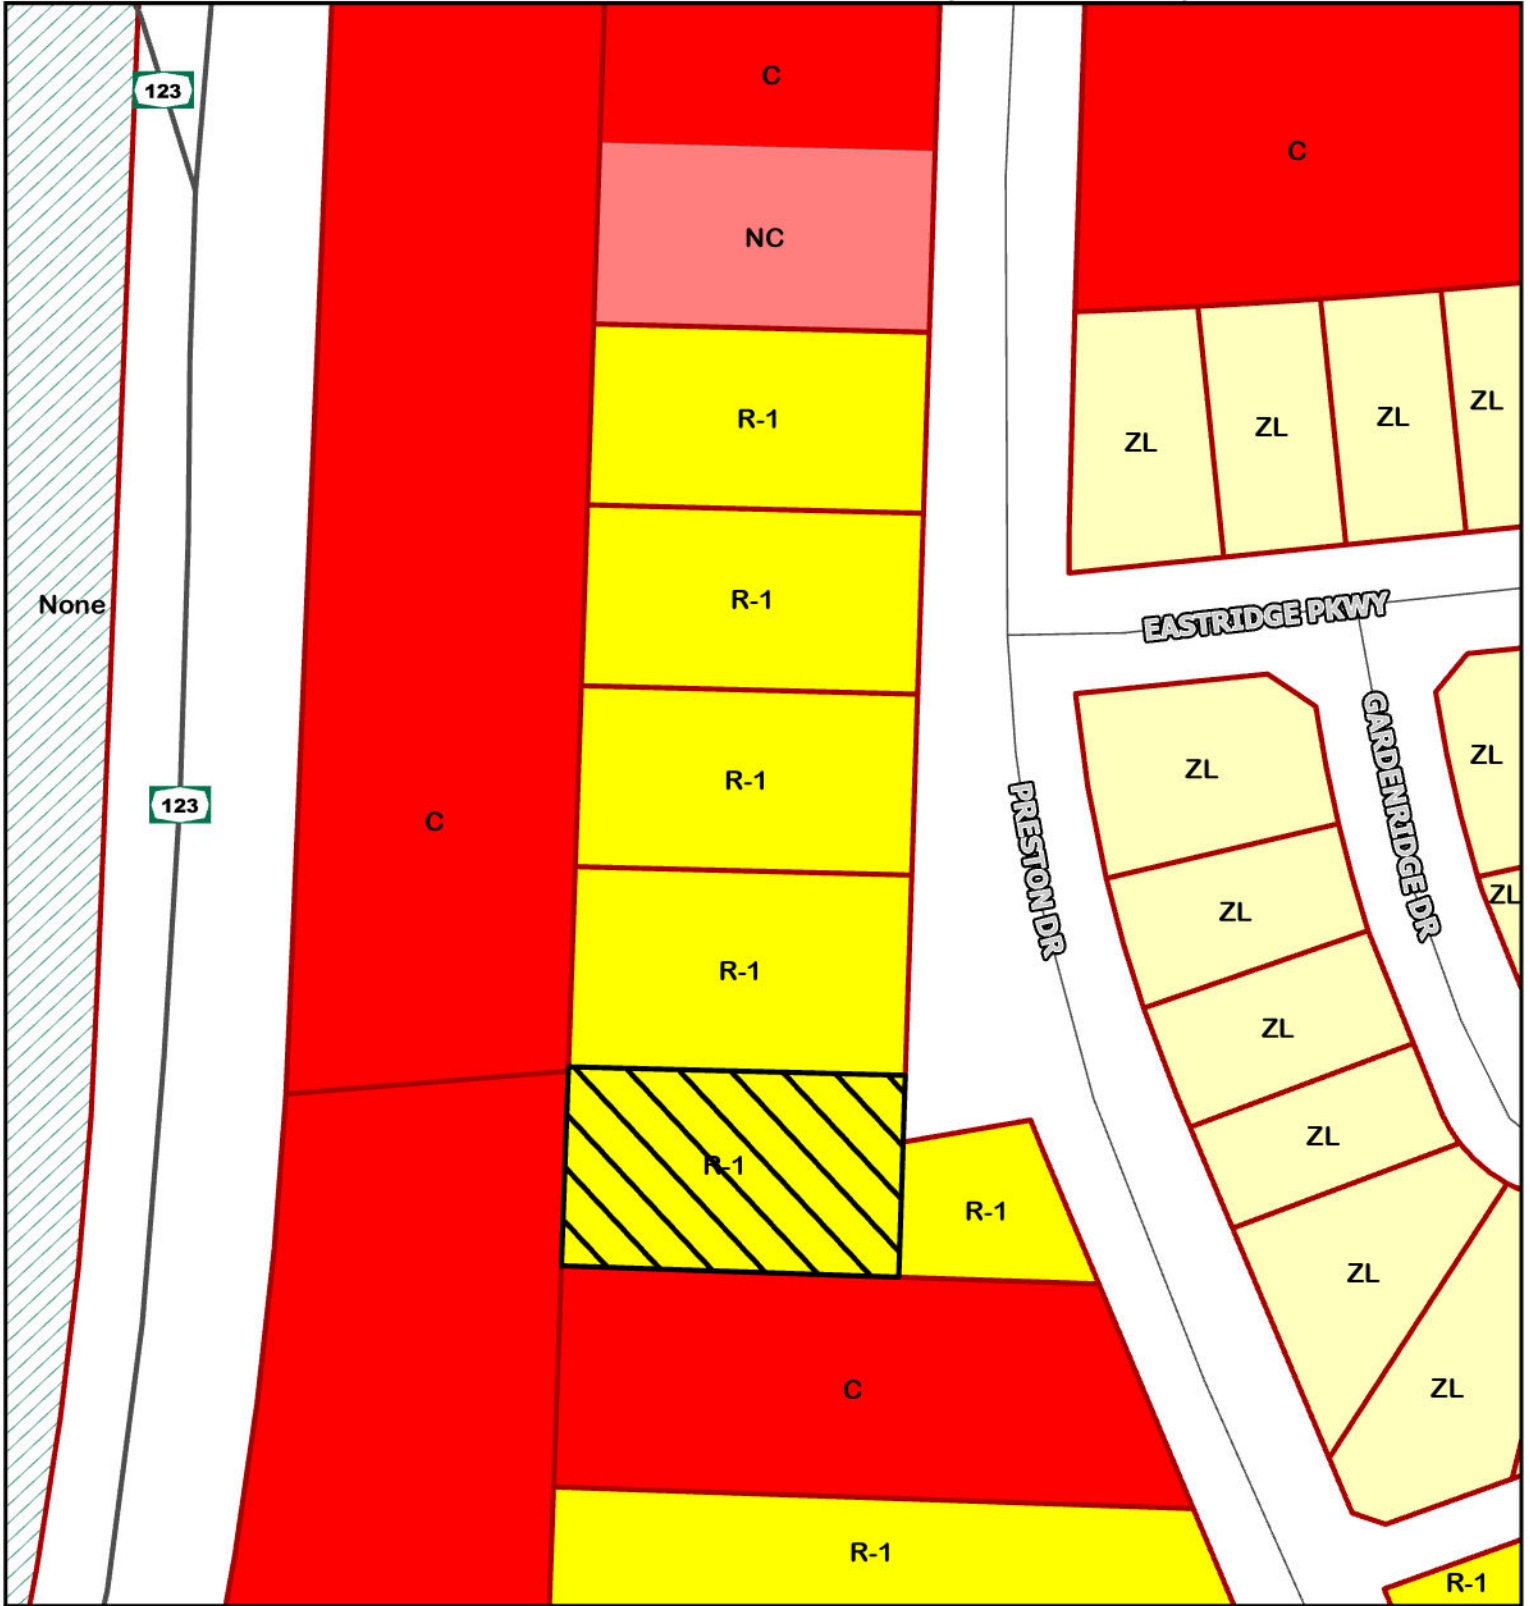 C
123
C
NC
ZL
ZL
R-1
ZL
ZL
R-1
None
EASTRIDGE PKWY
GARDENRIDGE DR
ZL
ZL
R-1
123
C
PRESTON DR
ZL
ZL
R-1
ZL
ZL
R-1
R-1
ZL
ZL
C
R-1
R-1